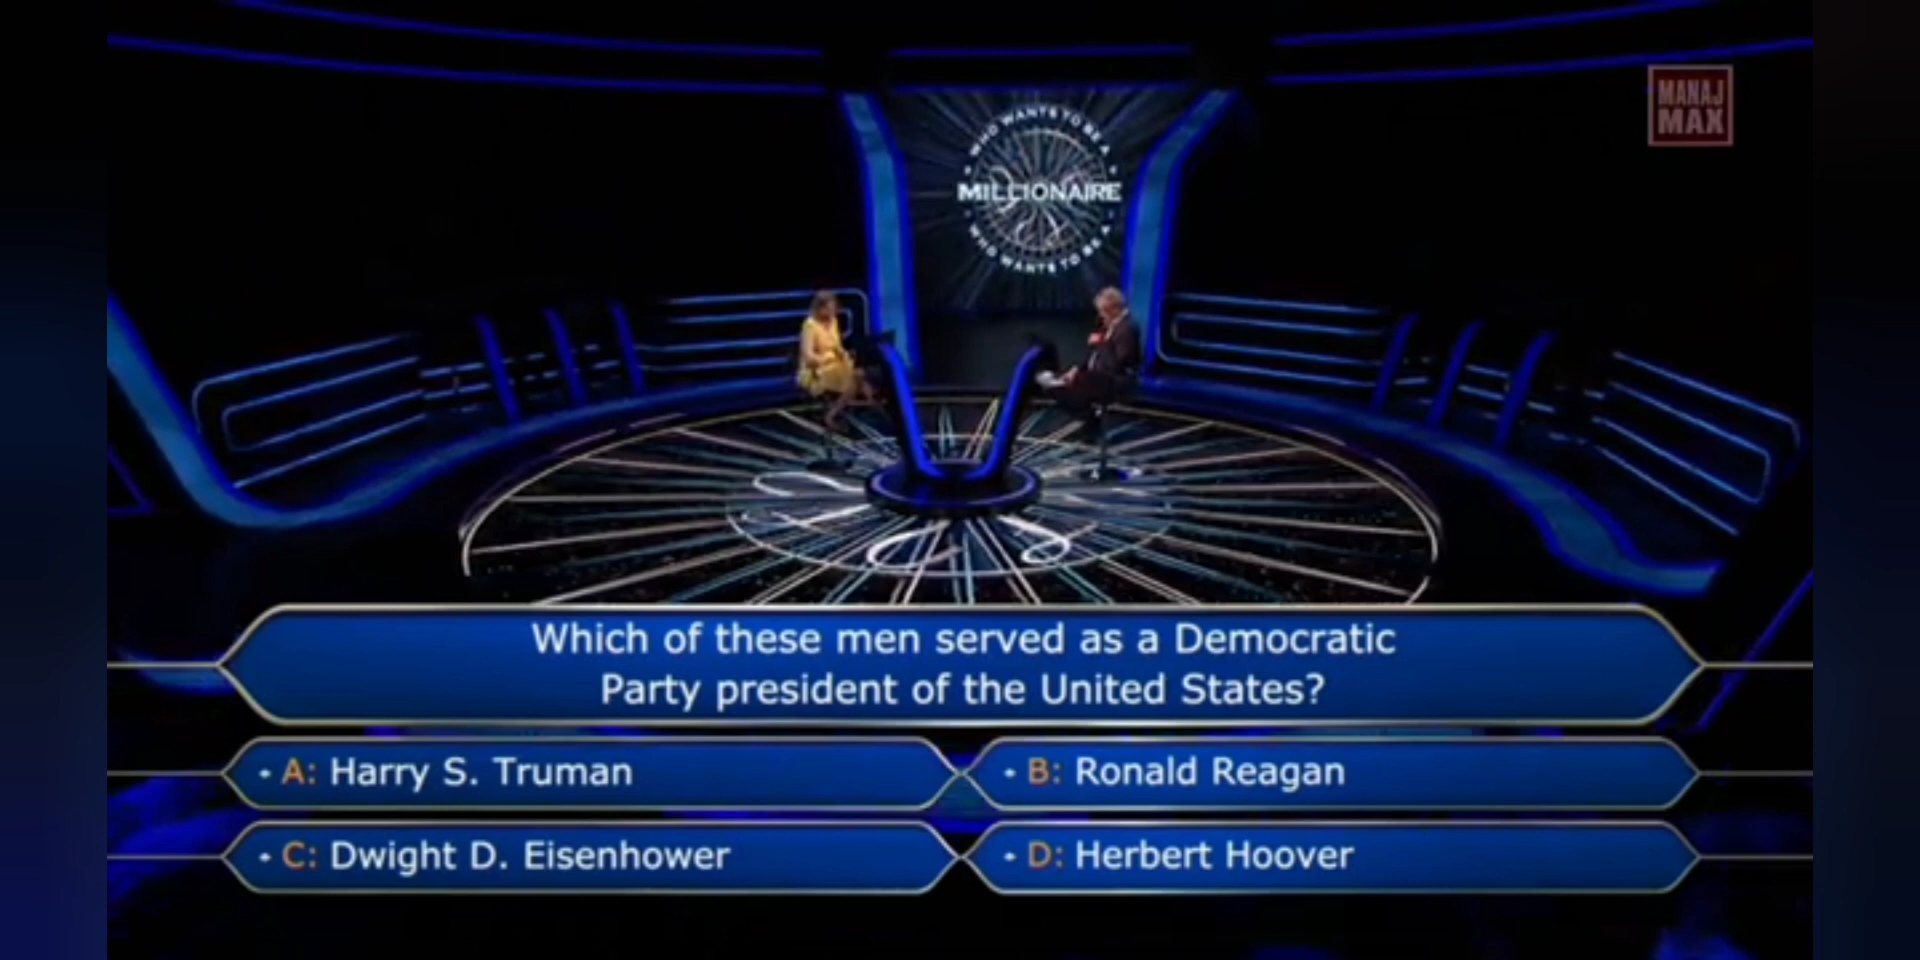 MANAJ
MAX
WHO WANTS TO BE A
MILLIONAIRE
WHO WANTS TO BE A
Which of these men served as a Democratic
Party president of the United States?
A: Harry S. Truman
B: Ronald Reagan
C: Dwight D. Eisenhower
D: Herbert Hoover